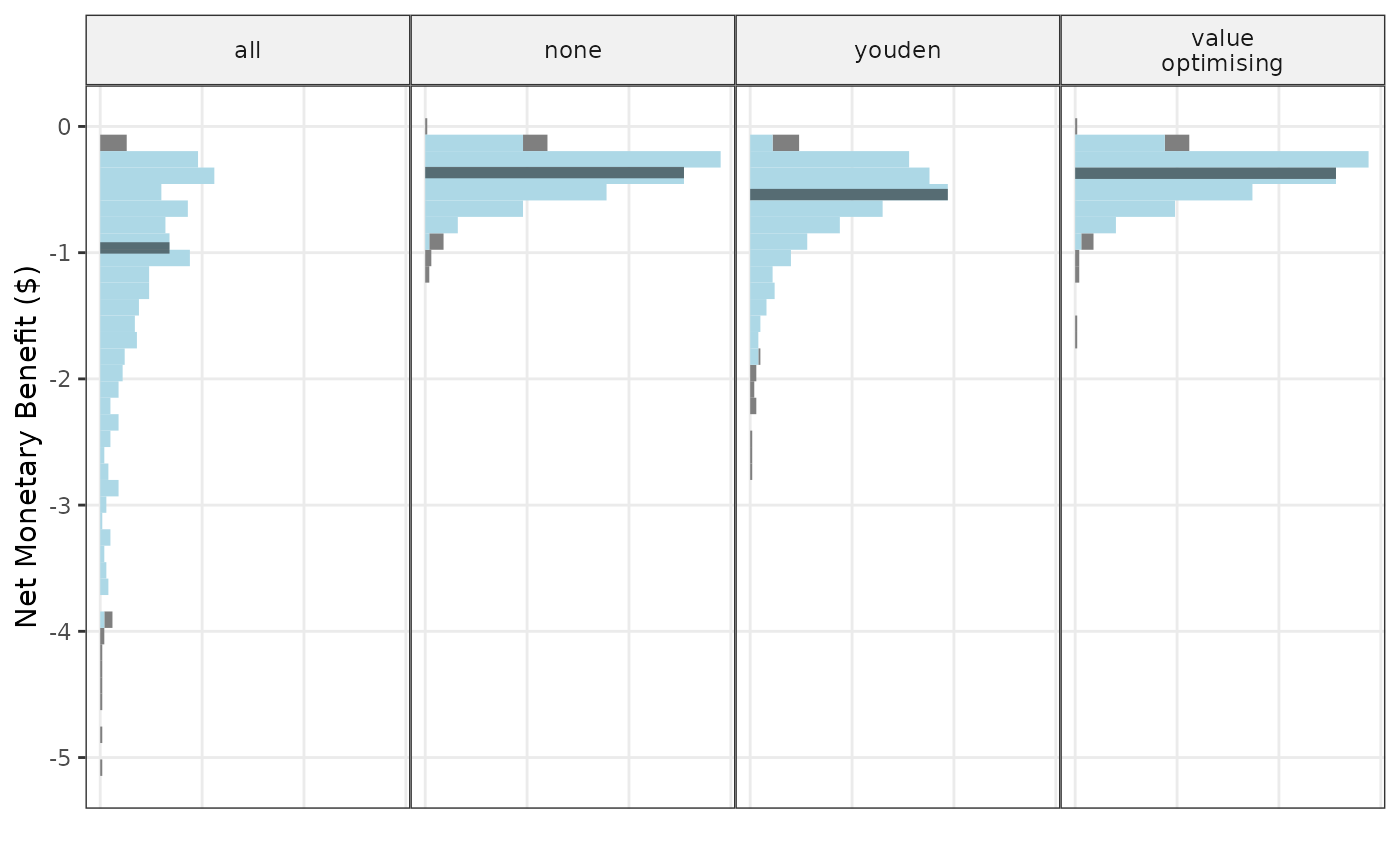 all
none
youden
value
optimising
Net Monetary Benefit ($)
0
-1
-2
-3
-4
-5